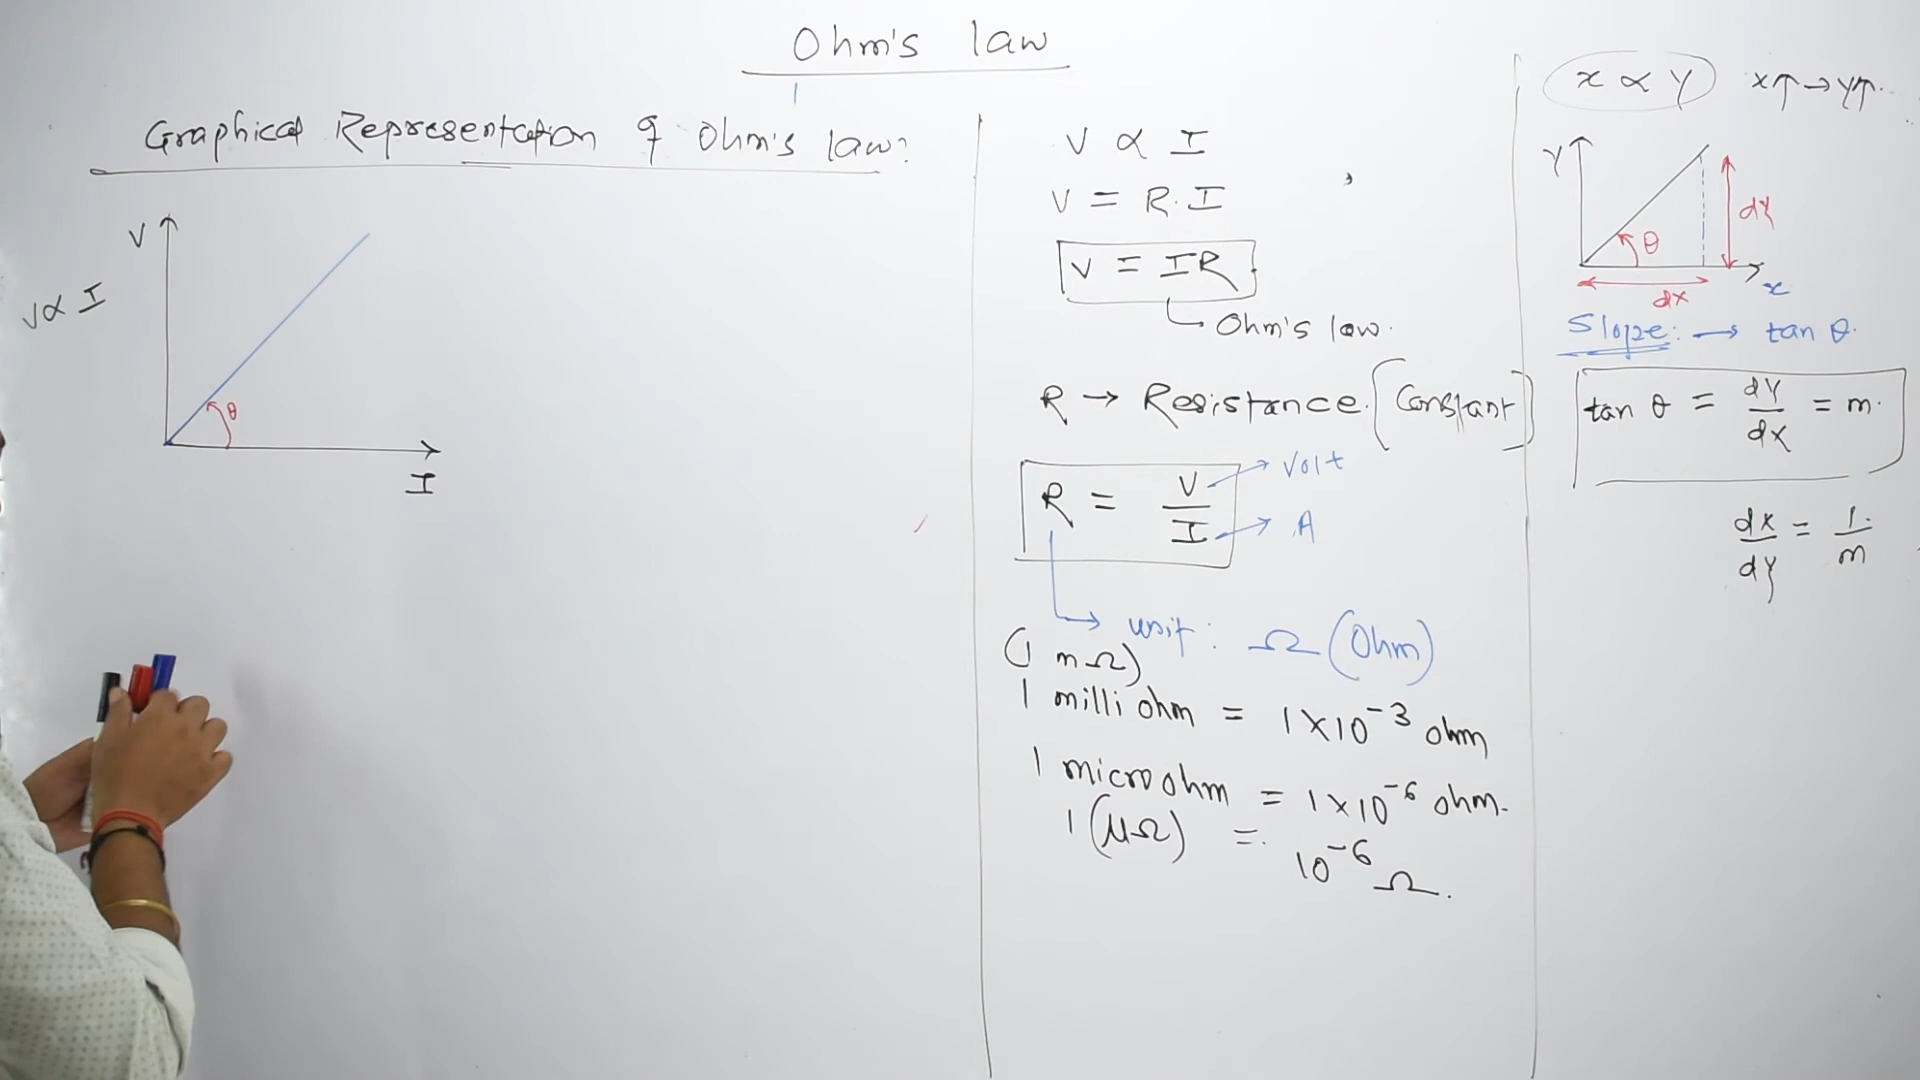 Ohm's law
Graphical Representation of Ohm's law?
V
V ∝ I
θ
I
V ∝ I
V = R.I
V = IR
Ohm's law.
R → Resistance. [Constant]
R = V/I
Volt
A
unit: Ω (Ohm)
(1 mΩ)
1 milli ohm = 1×10⁻³ ohm
1 micro ohm = 1×10⁻⁶ ohm.
1 (μΩ) = 10⁻⁶ Ω.
x ∝ y x↑→y↑.
Y
dy
θ
dx
x
Slope: → tan θ.
tan θ = dy/dx = m.
dx/dy = 1/m